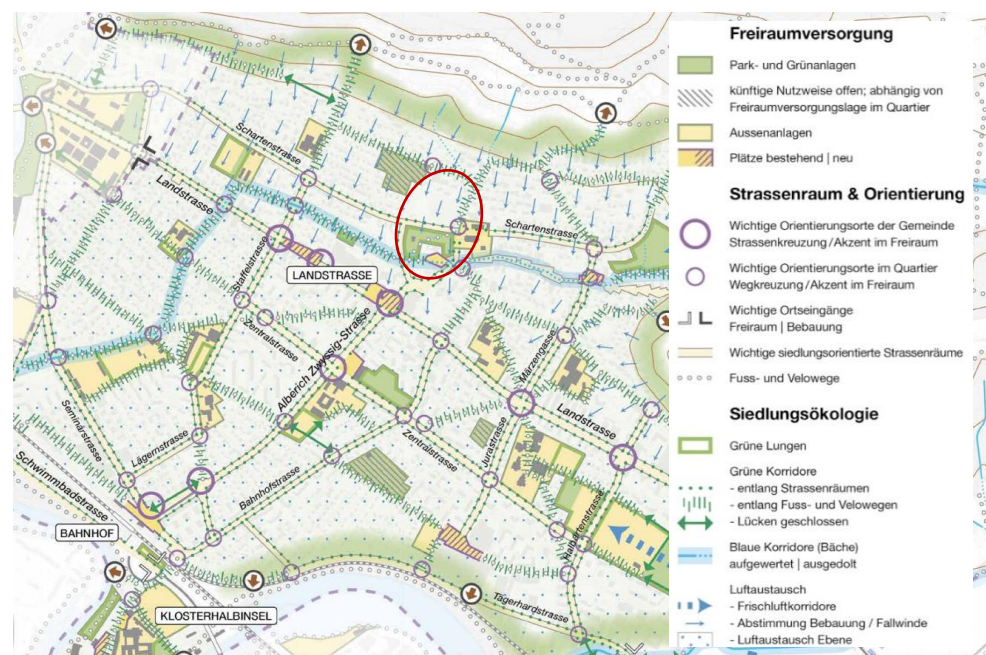 Schartenstrasse
Landstrasse
Schartenstrasse
Staffelstrasse
LANDSTRASSE
Zentralstrasse
Alberich Zwyssig-Strasse
Märzengasse
Landstrasse
Seminarstrasse
Lägernstrasse
Zentralstrasse
Jurastrasse
Schwimmbadstrasse
Bahnhofstrasse
Halbartenstrasse
BAHNHOF
Tägerhardstrasse
KLOSTERHALBINSEL
Freiraumversorgung
Park- und Grünanlagen
künftige Nutzweise offen; abhängig von
Freiraumversorgungslage im Quartier
Aussenanlagen
Plätze bestehend | neu
Strassenraum & Orientierung
Wichtige Orientierungsorte der Gemeinde
Strassenkreuzung / Akzent im Freiraum
Wichtige Orientierungsorte im Quartier
Wegkreuzung / Akzent im Freiraum
Wichtige Ortseingänge
Freiraum | Bebauung
Wichtige siedlungsorientierte Strassenräume
Fuss- und Velowege
Siedlungsökologie
Grüne Lungen
Grüne Korridore
- entlang Strassenräumen
- entlang Fuss- und Velowegen
- Lücken geschlossen
Blaue Korridore (Bäche)
aufgewertet | ausgedolt
Luftaustausch
- Frischluftkorridore
- Abstimmung Bebauung / Fallwinde
- Luftaustausch Ebene